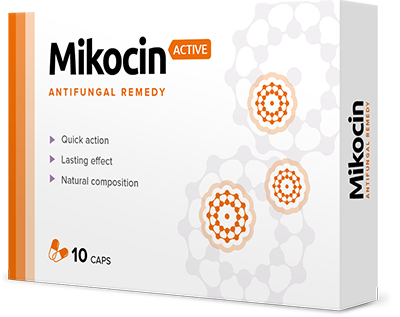 Mikocin ACTIVE
ANTIFUNGAL REMEDY
Quick action
Lasting effect
Natural composition
10 CAPS
Mikocin
ANTIFUNGAL REMEDY